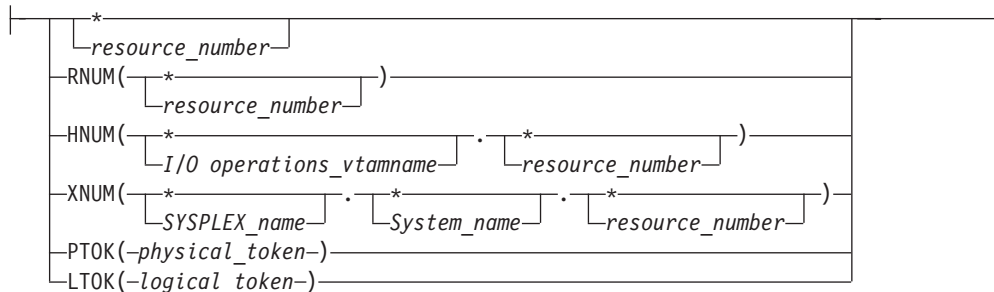 *
resource_number
RNUM( * )
resource_number
HNUM( * . * )
I/O operations_vtamname resource_number
XNUM( * . * . * )
SYSPLEX_name System_name resource_number
PTOK(physical_token)
LTOK(logical token)